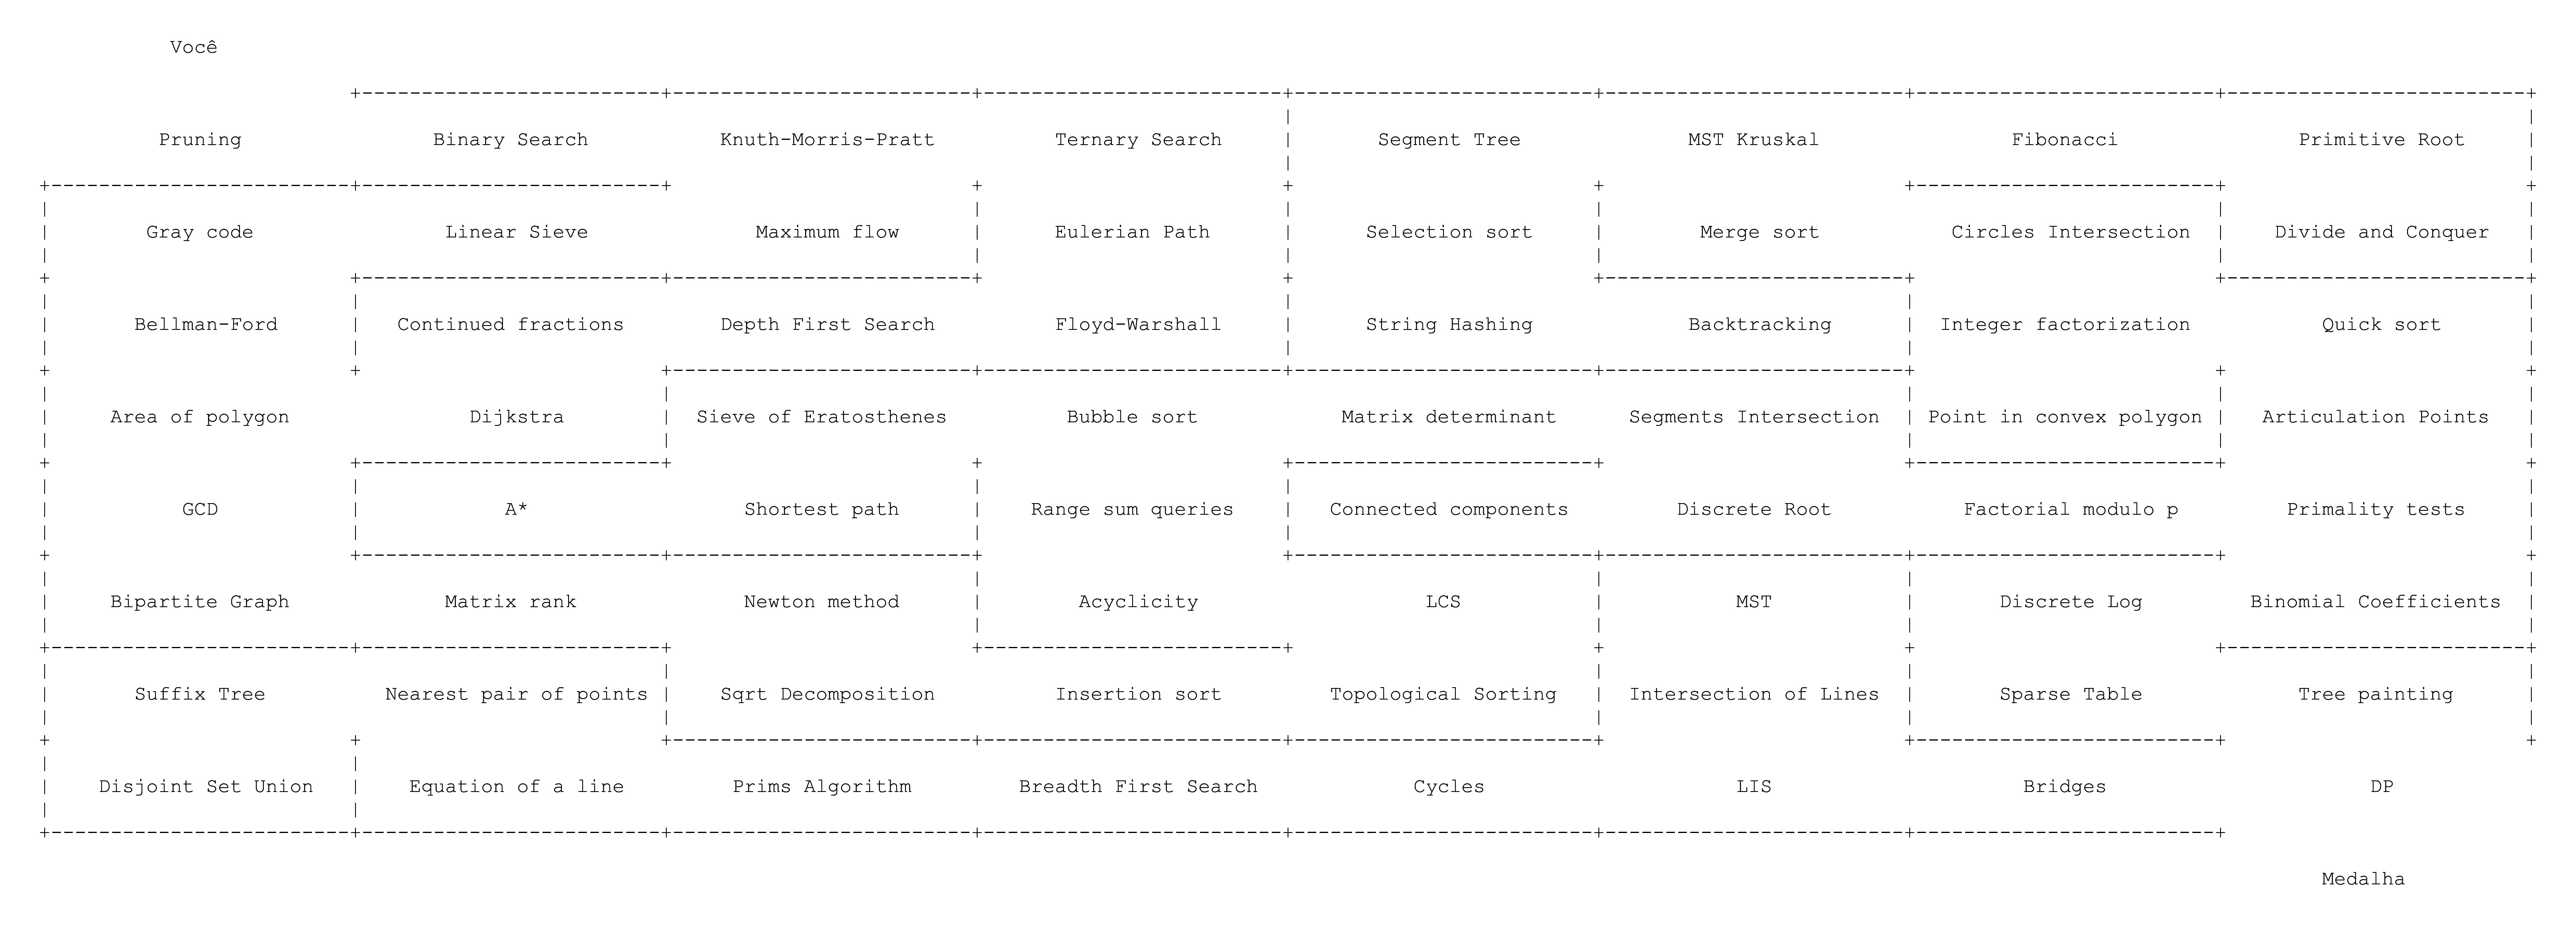 Você
Pruning Binary Search Knuth-Morris-Pratt Ternary Search Segment Tree MST Kruskal Fibonacci Primitive Root
Gray code Linear Sieve Maximum flow Eulerian Path Selection sort Merge sort Circles Intersection Divide and Conquer
Bellman-Ford Continued fractions Depth First Search Floyd-Warshall String Hashing Backtracking Integer factorization Quick sort
Area of polygon Dijkstra Sieve of Eratosthenes Bubble sort Matrix determinant Segments Intersection Point in convex polygon Articulation Points
GCD A* Shortest path Range sum queries Connected components Discrete Root Factorial modulo p Primality tests
Bipartite Graph Matrix rank Newton method Acyclicity LCS MST Discrete Log Binomial Coefficients
Suffix Tree Nearest pair of points Sqrt Decomposition Insertion sort Topological Sorting Intersection of Lines Sparse Table Tree painting
Disjoint Set Union Equation of a line Prims Algorithm Breadth First Search Cycles LIS Bridges DP
Medalha